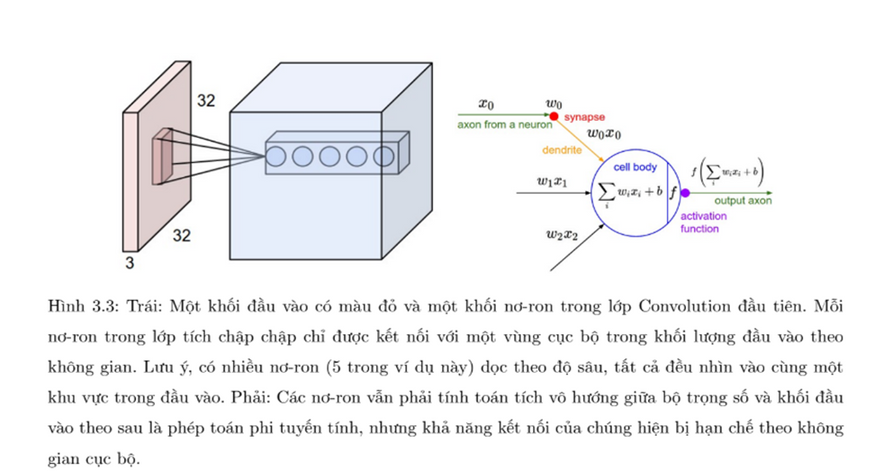 32
32
3
x₀
w₀
synapse
axon from a neuron
w₀x₀
dendrite
cell body
w₁x₁
∑ᵢ wᵢxᵢ + b
f
f(∑ᵢ wᵢxᵢ + b)
output axon
activation
function
w₂x₂
Hình 3.3: Trái: Một khối đầu vào có màu đỏ và một khối nơ-ron trong lớp Convolution đầu tiên. Mỗi
nơ-ron trong lớp tích chập chập chỉ được kết nối với một vùng cục bộ trong khối lượng đầu vào theo
không gian. Lưu ý, có nhiều nơ-ron (5 trong ví dụ này) dọc theo độ sâu, tất cả đều nhìn vào cùng một
khu vực trong đầu vào. Phải: Các nơ-ron vẫn phải tính toán tích vô hướng giữa bộ trọng số và khối đầu
vào theo sau là phép toán phi tuyến tính, nhưng khả năng kết nối của chúng hiện bị hạn chế theo không
gian cục bộ.